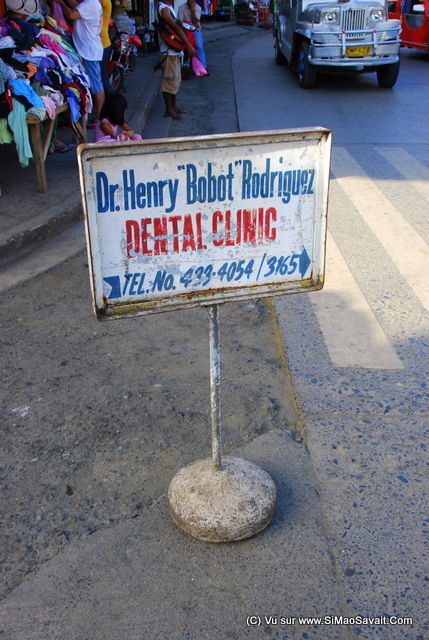 Dr. Henry "Bobot" Rodriguez
DENTAL CLINIC
TEL. No. 433-4054 / 3165
(C) Vu sur www.SiMaoSavait.Com